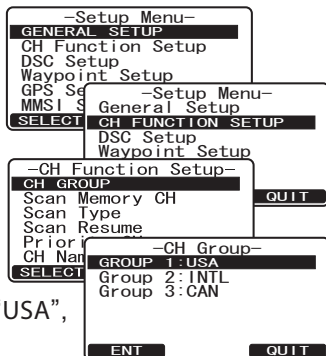 –Setup Menu–
GENERAL SETUP
CH Function Setup
DSC Setup
Waypoint Setup
GPS Se
MMSI S
SELECT
–Setup Menu–
General Setup
CH FUNCTION SETUP
DSC Setup
Waypoint Setup
QUIT
–CH Function Setup–
CH GROUP
Scan Memory CH
Scan Type
Scan Resume
CH Nam
SELECT
–CH Group–
GROUP 1:USA
Group 2:INTL
Group 3:CAN
ENT
QUIT
"USA",